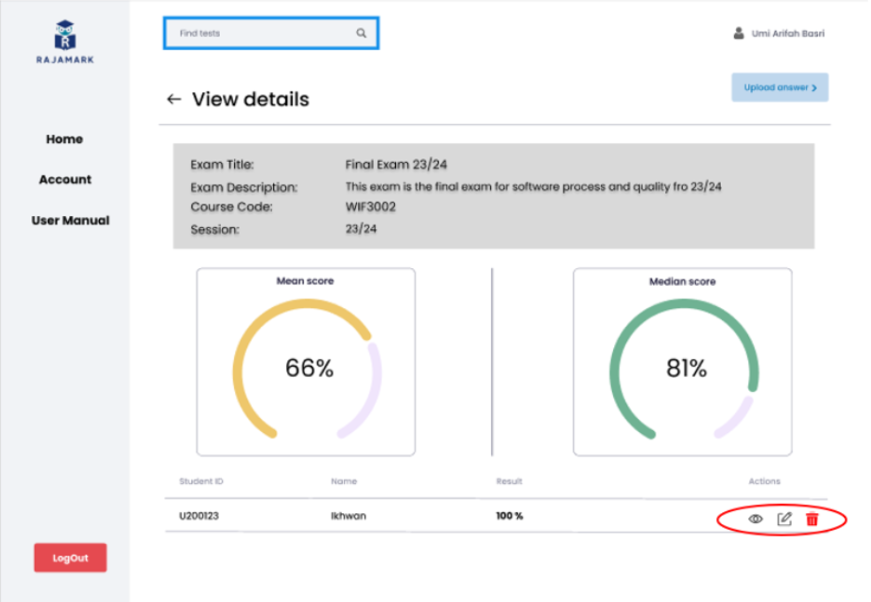 RAJAMARK
Find tests
Umi Arifah Basri
← View details
Upload answer >
Home
Account
User Manual
Exam Title: Final Exam 23/24
Exam Description: This exam is the final exam for software process and quality fro 23/24
Course Code: WIF3002
Session: 23/24
Mean score
66%
Median score
81%
Student ID Name Result Actions
U200123 Ikhwan 100 %
LogOut